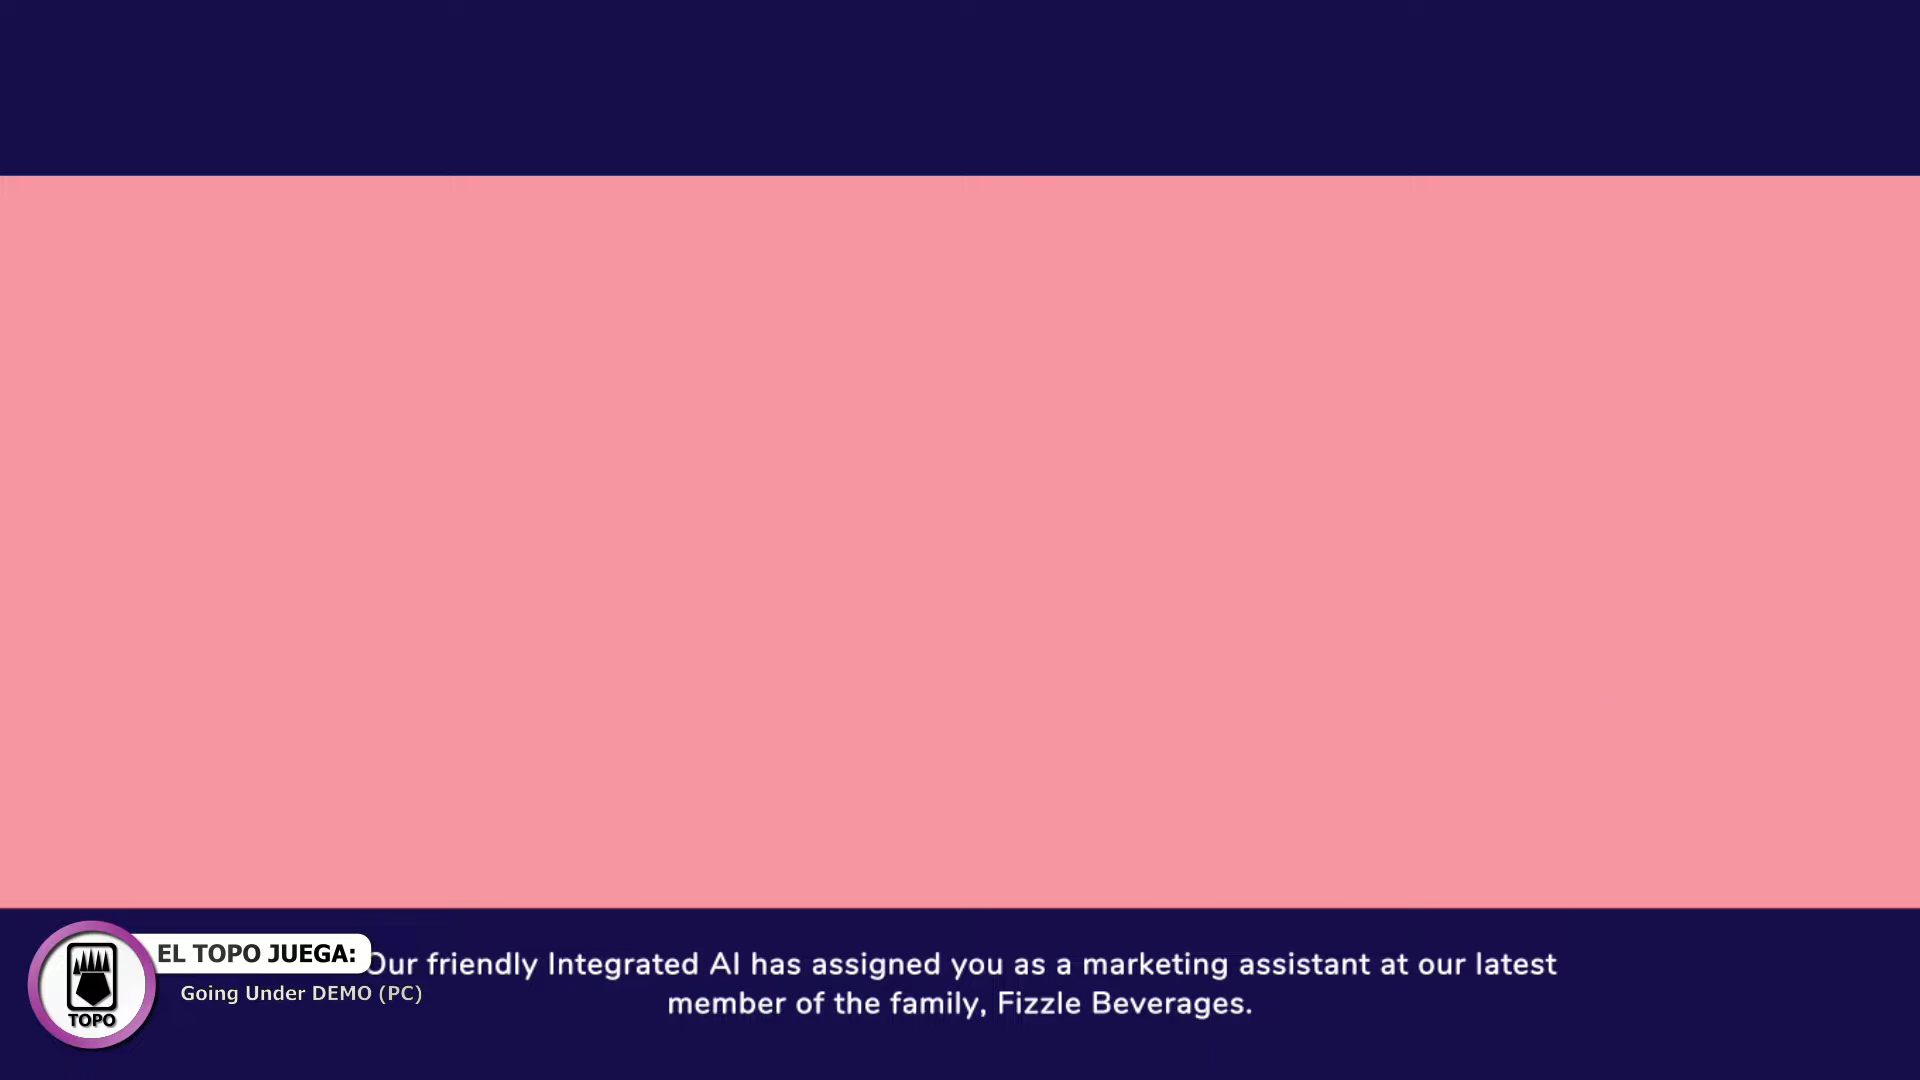 EL TOPO JUEGA:
Going Under DEMO (PC)
TOPO
Our friendly Integrated AI has assigned you as a marketing assistant at our latest
member of the family, Fizzle Beverages.